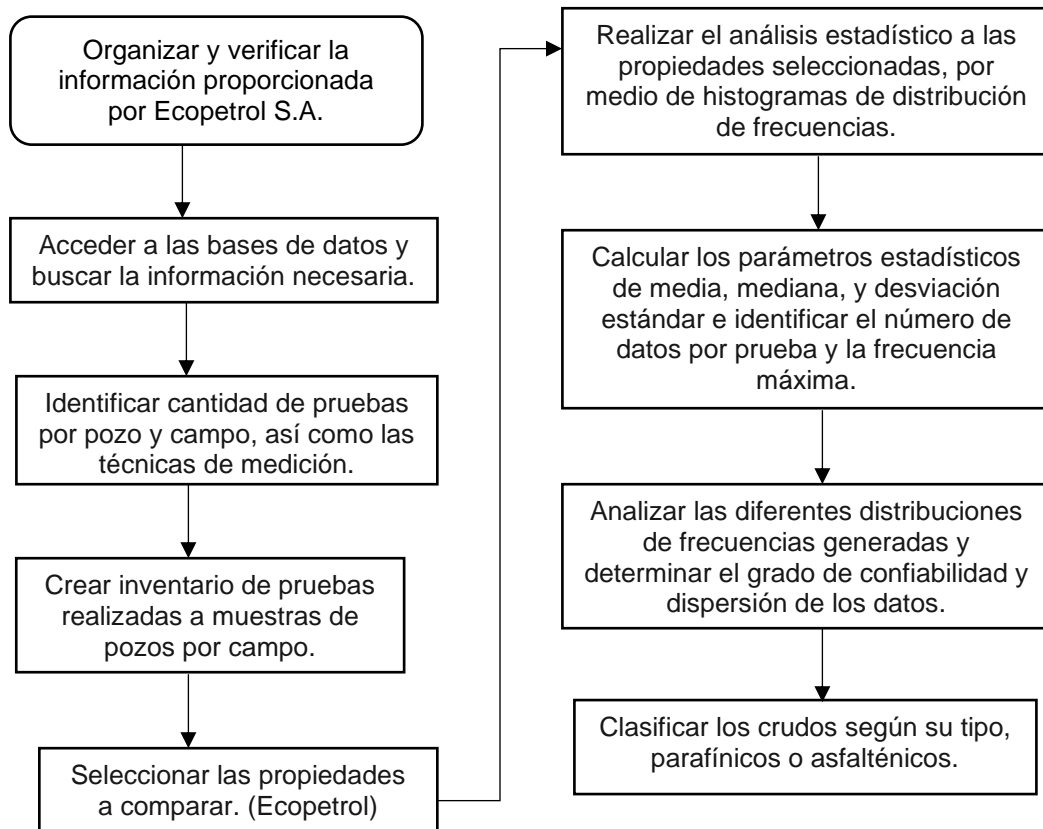 Organizar y verificar la
información proporcionada
por Ecopetrol S.A.
Acceder a las bases de datos y
buscar la información necesaria.
Identificar cantidad de pruebas
por pozo y campo, así como las
técnicas de medición.
Crear inventario de pruebas
realizadas a muestras de
pozos por campo.
Seleccionar las propiedades
a comparar. (Ecopetrol)
Realizar el análisis estadístico a las
propiedades seleccionadas, por
medio de histogramas de distribución
de frecuencias.
Calcular los parámetros estadísticos
de media, mediana, y desviación
estándar e identificar el número de
datos por prueba y la frecuencia
máxima.
Analizar las diferentes distribuciones
de frecuencias generadas y
determinar el grado de confiabilidad y
dispersión de los datos.
Clasificar los crudos según su tipo,
parafínicos o asfalténicos.